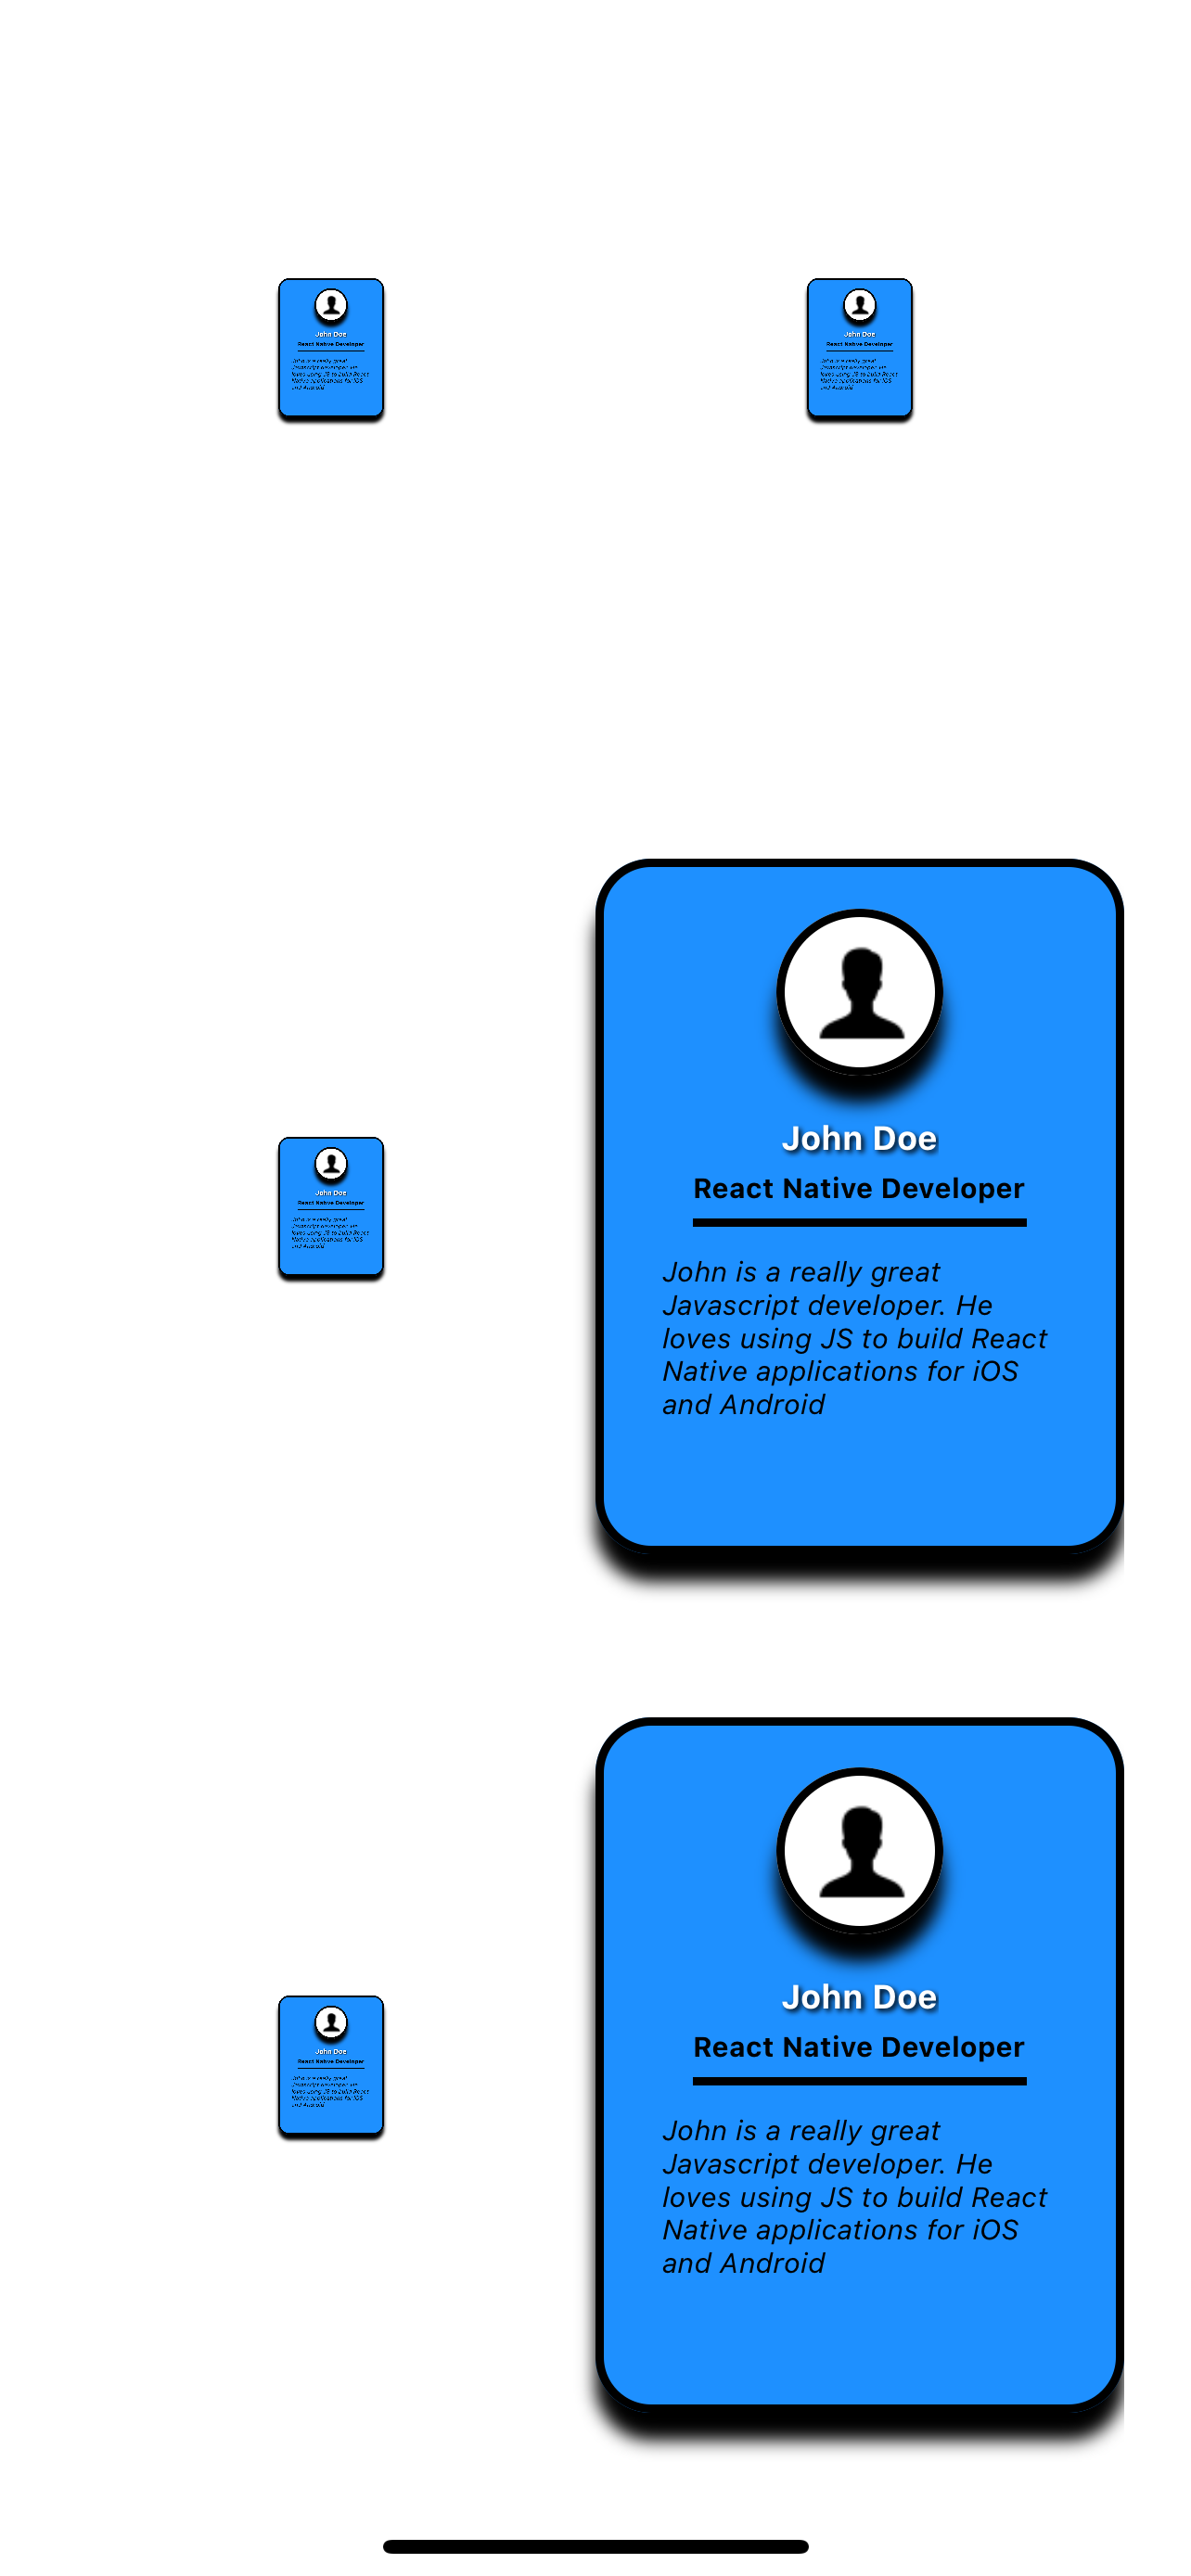 John Doe
React Native Developer
John is a really great
Javascript developer. He
loves using JS to build React
Native applications for iOS
and Android
John Doe
React Native Developer
John is a really great
Javascript developer. He
loves using JS to build React
Native applications for iOS
and Android
John Doe
React Native Developer
John is a really great
Javascript developer. He
loves using JS to build React
Native applications for iOS
and Android
John Doe
React Native Developer
John is a really great
Javascript developer. He
loves using JS to build React
Native applications for iOS
and Android
John Doe
React Native Developer
John is a really great
Javascript developer. He
loves using JS to build React
Native applications for iOS
and Android
John Doe
React Native Developer
John is a really great
Javascript developer. He
loves using JS to build React
Native applications for iOS
and Android